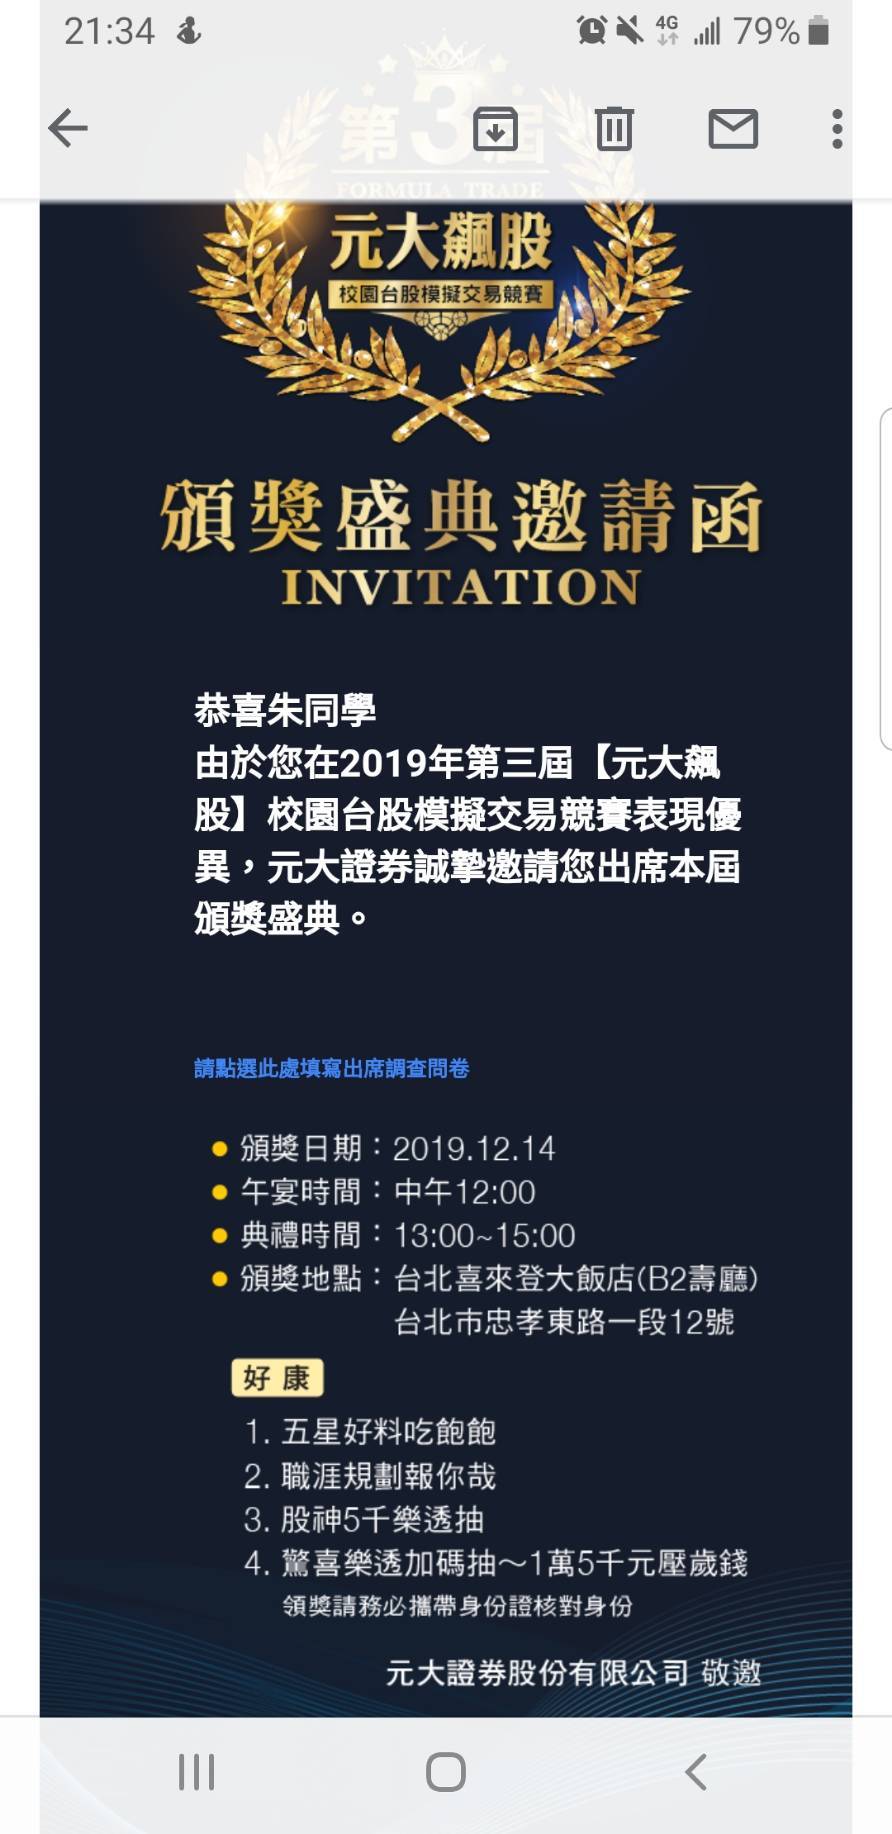 21:34
4G
79%
第3屆
FORMULA TRADE
元大飆股
校園台股模擬交易競賽
頒獎盛典邀請函
INVITATION
恭喜朱同學
由於您在2019年第三屆【元大飆
股】校園台股模擬交易競賽表現優
異，元大證券誠摯邀請您出席本屆
頒獎盛典。
請點選此處填寫出席調查問卷
頒獎日期：2019.12.14
午宴時間：中午12:00
典禮時間：13:00~15:00
頒獎地點：台北喜來登大飯店(B2壽廳)
台北市忠孝東路一段12號
好康
1. 五星好料吃飽飽
2. 職涯規劃報你哉
3. 股神5千樂透抽
4. 驚喜樂透加碼抽～1萬5千元壓歲錢
領獎請務必攜帶身份證核對身份
元大證券股份有限公司 敬邀